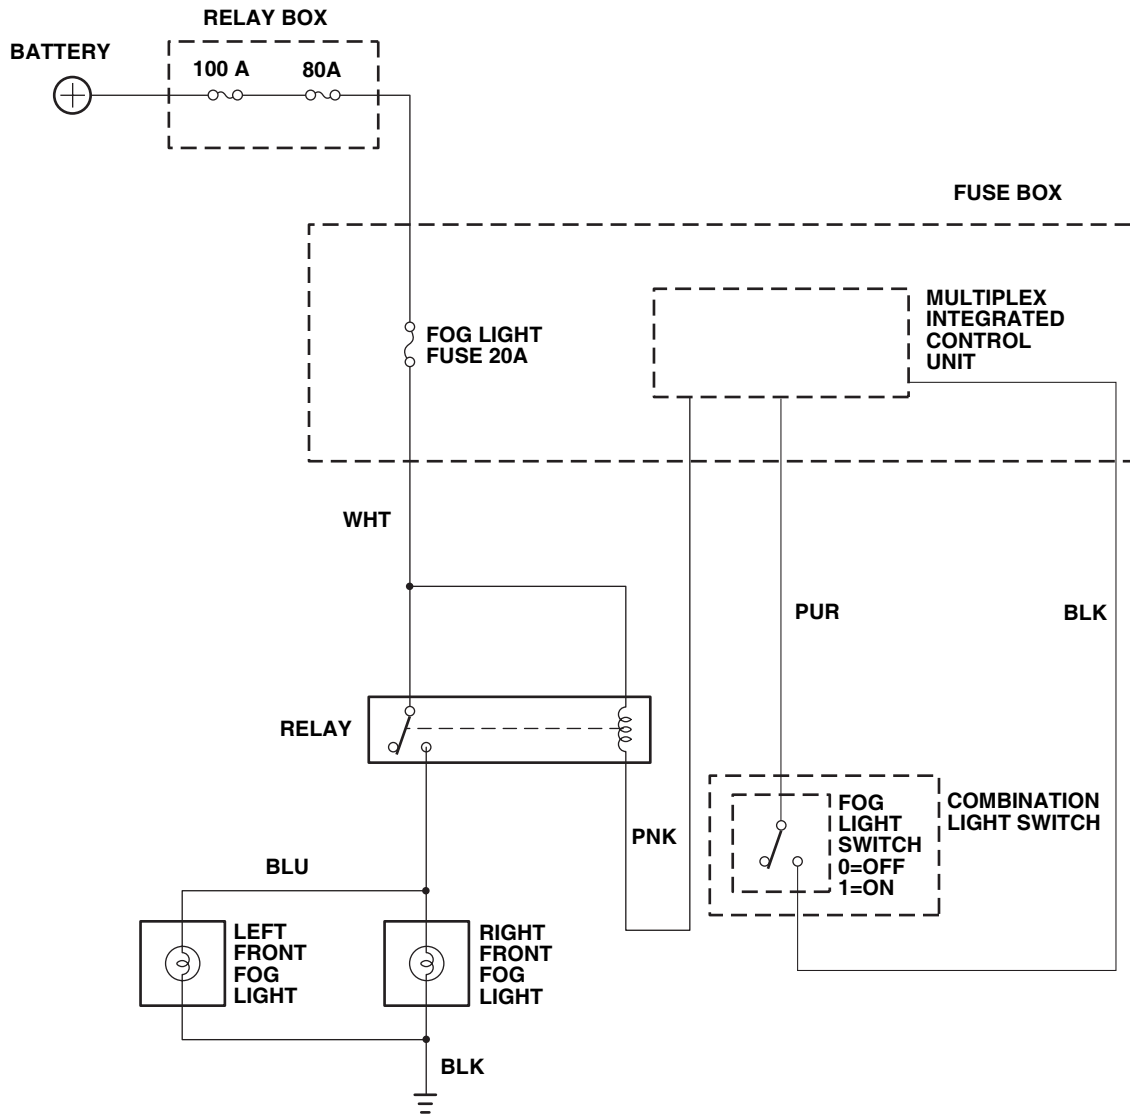 RELAY BOX
BATTERY
100 A
80A
FUSE BOX
MULTIPLEX
INTEGRATED
CONTROL
UNIT
FOG LIGHT
FUSE 20A
WHT
PUR
BLK
RELAY
COMBINATION
LIGHT SWITCH
FOG
LIGHT
SWITCH
0=OFF
1=ON
PNK
BLU
LEFT
FRONT
FOG
LIGHT
RIGHT
FRONT
FOG
LIGHT
BLK